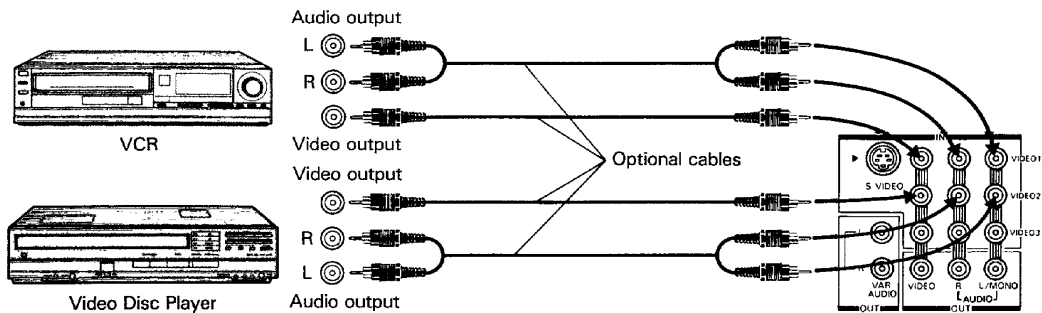 Audio output
L
R
VCR
Video output
Optional cables
Video output
R
L
Video Disc Player
Audio output
IN
S VIDEO
VIDEO1
VIDEO2
VIDEO3
L
R
VAR
AUDIO
OUT
VIDEO
R
L/MONO
AUDIO
OUT